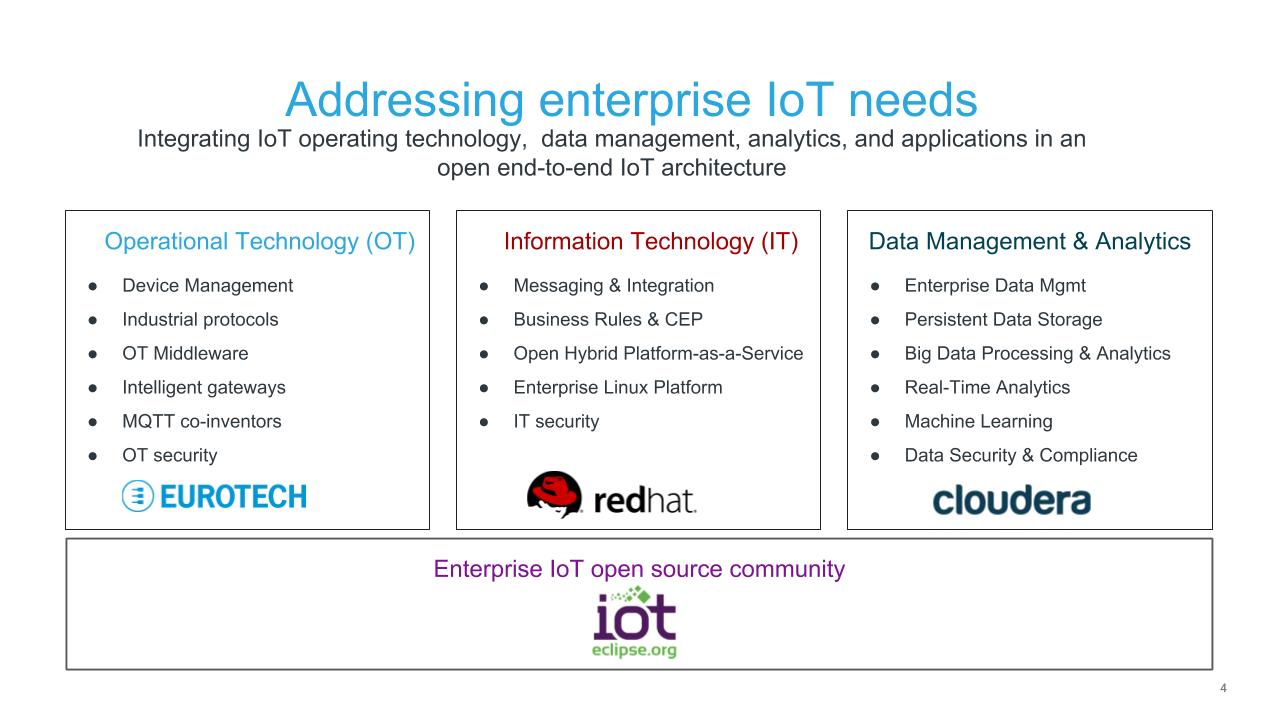 Addressing enterprise IoT needs
Integrating IoT operating technology,  data management, analytics, and applications in an
open end-to-end IoT architecture
Operational Technology (OT)
● Device Management
● Industrial protocols
● OT Middleware
● Intelligent gateways
● MQTT co-inventors
● OT security
EUROTECH
Information Technology (IT)
● Messaging & Integration
● Business Rules & CEP
● Open Hybrid Platform-as-a-Service
● Enterprise Linux Platform
● IT security
redhat.
Data Management & Analytics
● Enterprise Data Mgmt
● Persistent Data Storage
● Big Data Processing & Analytics
● Real-Time Analytics
● Machine Learning
● Data Security & Compliance
cloudera
Enterprise IoT open source community
iot
eclipse.org
4